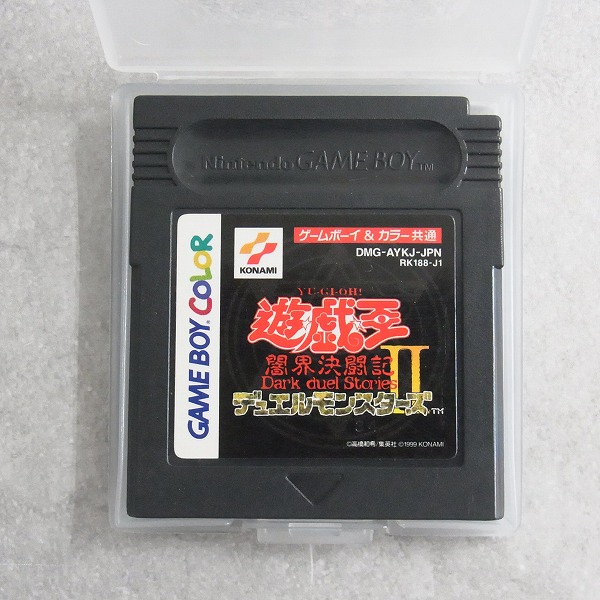 Nintendo GAME BOY TM
GAME BOY COLOR
KONAMI
ゲームボーイ & カラー共通
DMG-AYKJ-JPN
RK188-J1
YU-GI-OH!
遊戯王
闇界決闘記
Dark duel Stories
II
デュエルモンスターズ TM
©高橋和希/集英社 ©1999 KONAMI